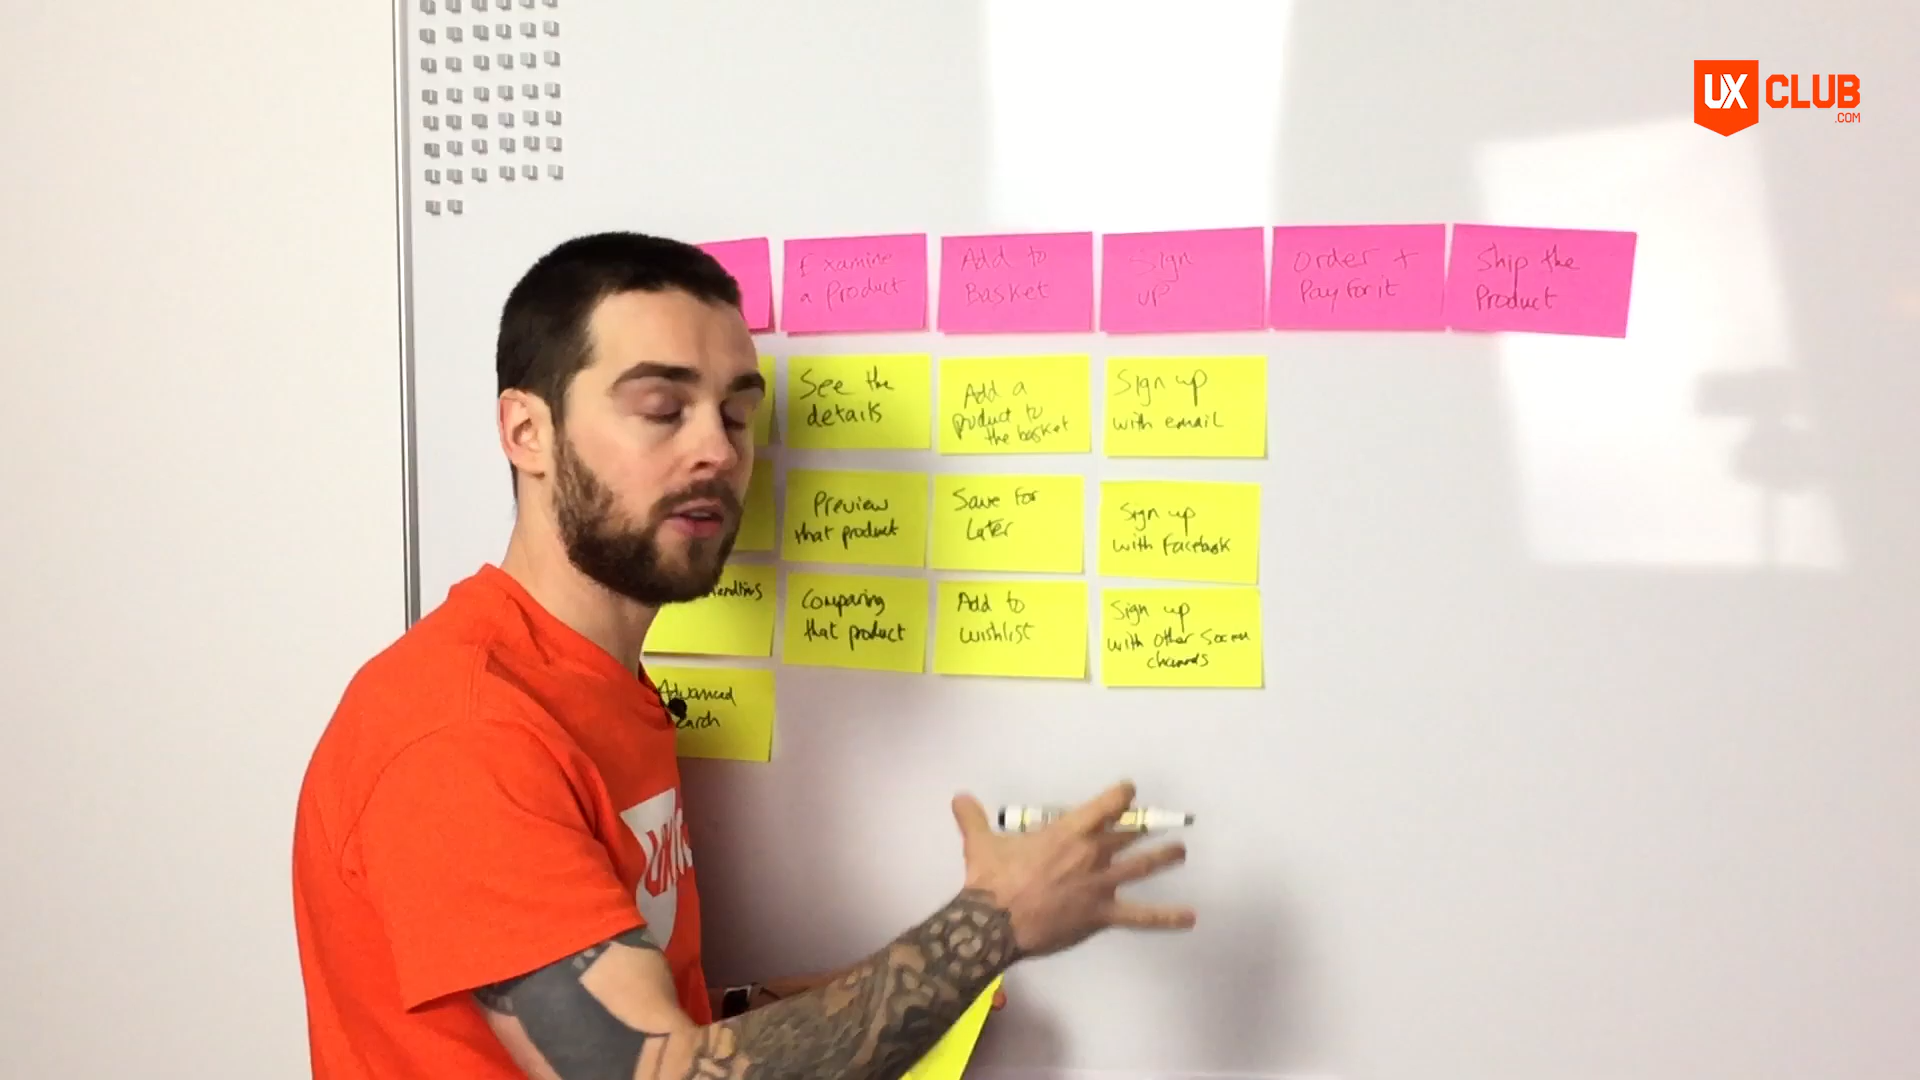 UX CLUB
.COM
Examine
a Product
Add to
Basket
Sign
UP
Order +
Pay for it
Ship the
Product
See the
details
Add a
product to
the basket
Sign up
with email
Preview
that product
Save for
Later
Sign up
with Facebook
Comparing
that product
Add to
wishlist
Sign up
with other
Advanced